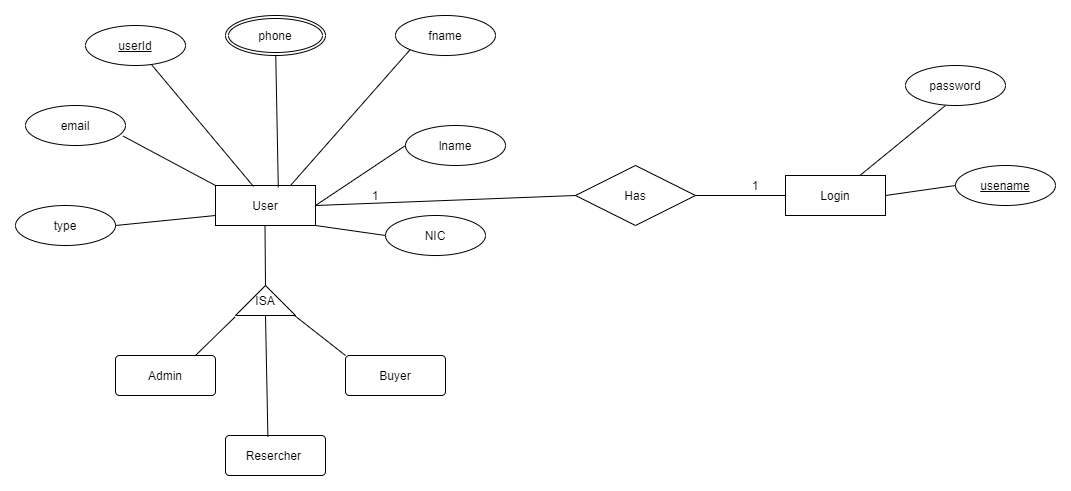 userId
phone
fname
password
email
lname
usename
1
1
User
Has
Login
type
NIC
ISA
Admin
Buyer
Resercher